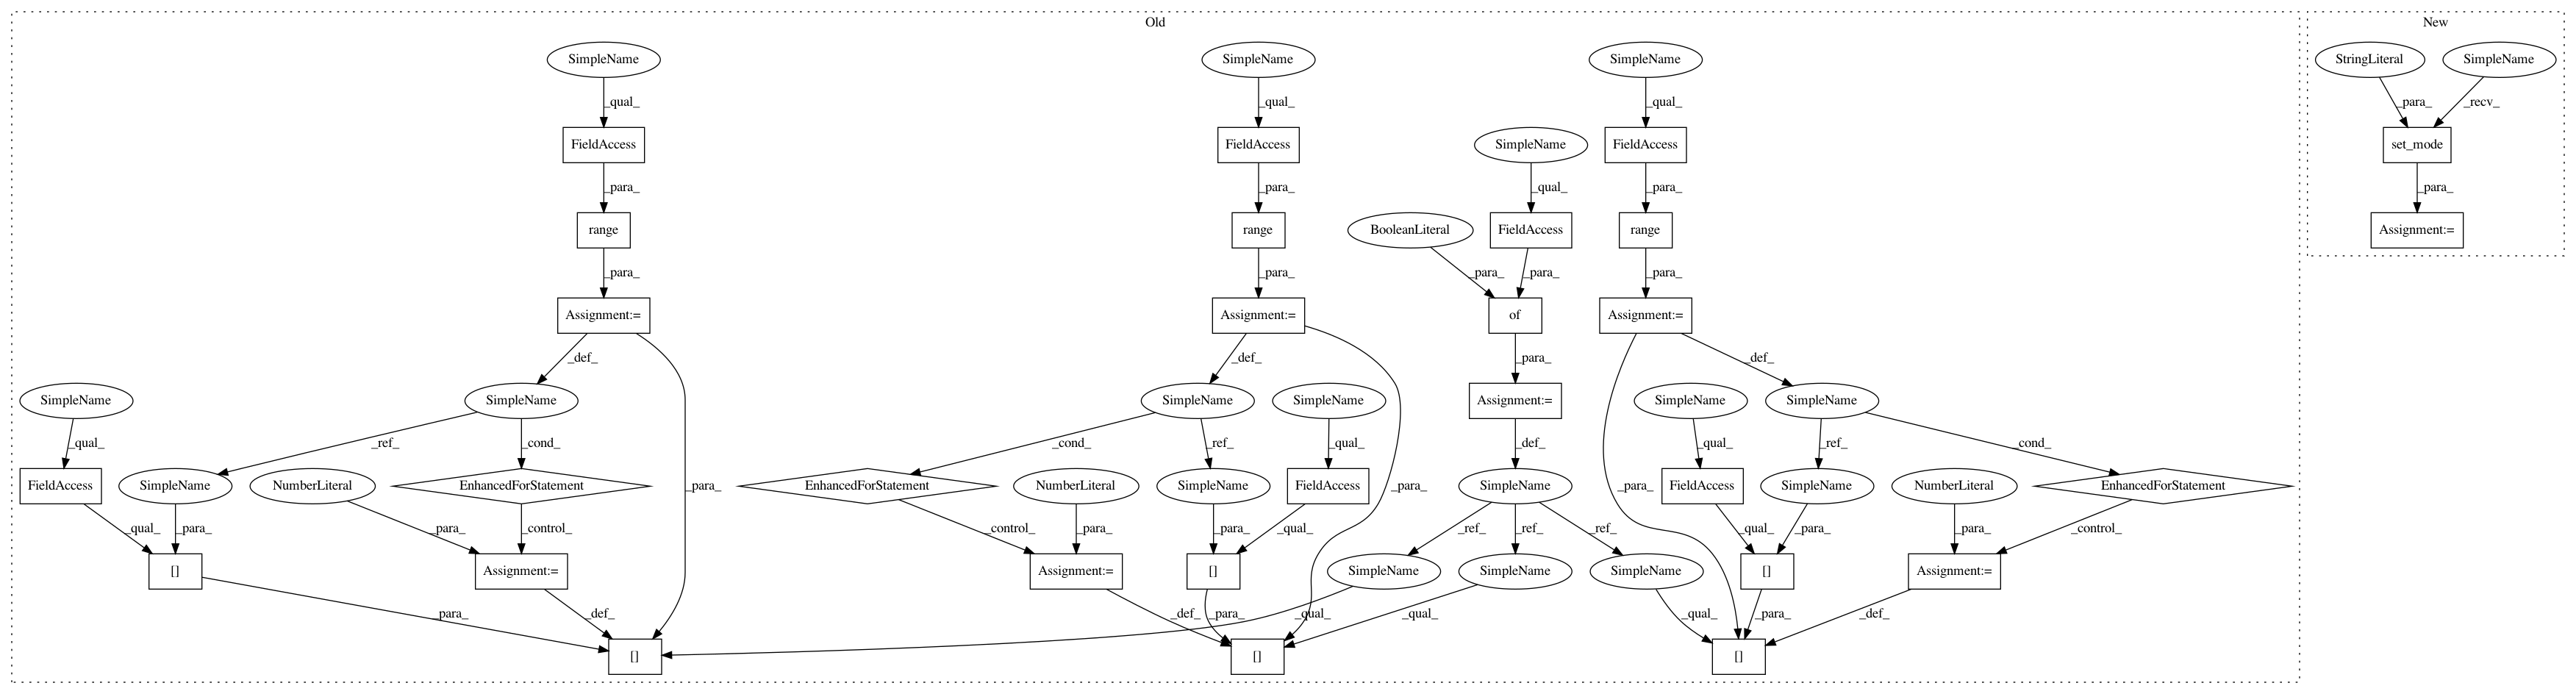 Old New
SimpleName SimpleName SimpleName StringLiteral SimpleName
_qual_ _qual_ _qual_ _para_ _recv_
FieldAccess FieldAccess SimpleName FieldAccess set_mode
_para_ _para_ _qual_ _para_ _para_
range range BooleanLiteral FieldAccess range Assignment:=
_para_ _para_ _para_ _para_ _para_
Assignment:= Assignment:= of Assignment:=
_def_ _def_ _para_ _def_
SimpleName SimpleName SimpleName SimpleName Assignment:= SimpleName SimpleName
_qual_ _ref_ _cond_ _cond_ _ref_ _qual_ _def_ _qual_ _ref_ _cond_
FieldAccess SimpleName NumberLiteral EnhancedForStatement _para_ EnhancedForStatement NumberLiteral SimpleName FieldAccess _para_ SimpleName _para_ FieldAccess SimpleName NumberLiteral EnhancedForStatement
_qual_ _para_ _para_ _control_ _control_ _para_ _para_ _qual_ _ref_ _ref_ _ref_ _qual_ _para_ _para_ _control_
[] Assignment:= Assignment:= [] SimpleName SimpleName SimpleName [] Assignment:=
_para_ _def_ _def_ _para_ _qual_ _qual_ _qual_ _para_ _def_
[] [] []